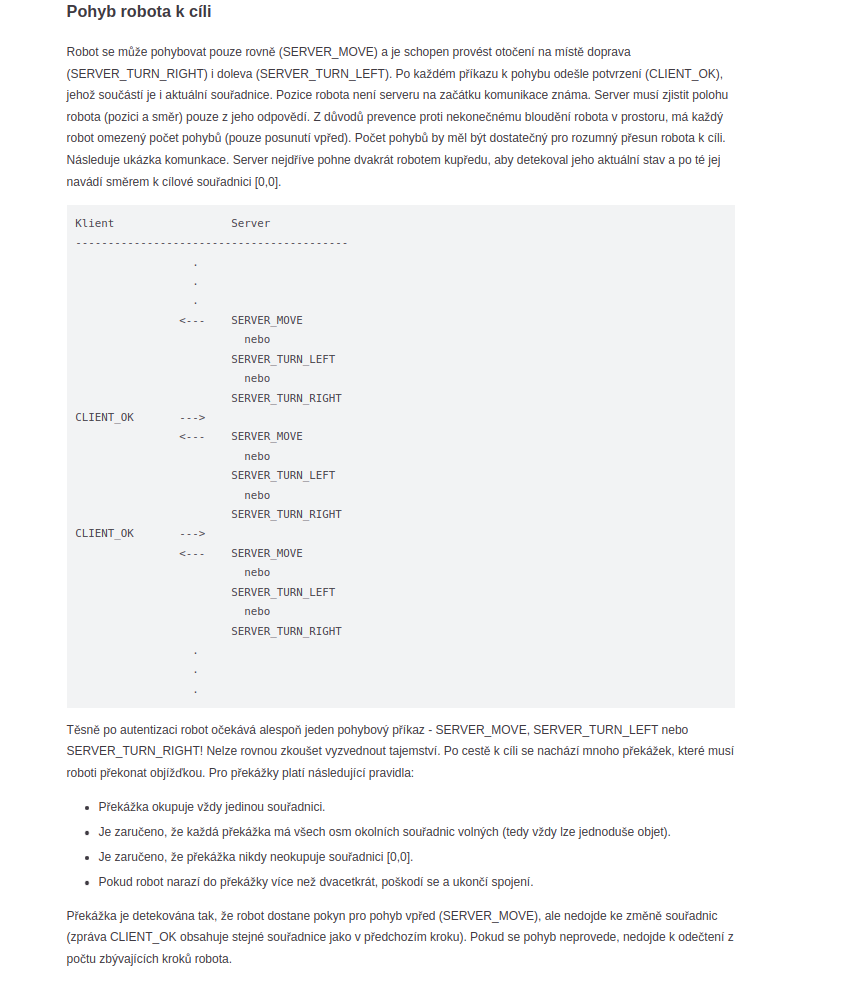 Pohyb robota k cíli
Robot se může pohybovat pouze rovně (SERVER_MOVE) a je schopen provést otočení na místě doprava
(SERVER_TURN_RIGHT) i doleva (SERVER_TURN_LEFT). Po každém příkazu k pohybu odešle potvrzení (CLIENT_OK),
jehož součástí je i aktuální souřadnice. Pozice robota není serveru na začátku komunikace známa. Server musí zjistit polohu
robota (pozici a směr) pouze z jeho odpovědí. Z důvodů prevence proti nekonečnému bloudění robota v prostoru, má každý
robot omezený počet pohybů (pouze posunutí vpřed). Počet pohybů by měl být dostatečný pro rozumný přesun robota k cíli.
Následuje ukázka komunkace. Server nejdříve pohne dvakrát robotem kupředu, aby detekoval jeho aktuální stav a po té jej
navádí směrem k cílové souřadnici [0,0].
Klient                  Server
------------------------------------------
                  .
                  .
                  .
                <---    SERVER_MOVE
                          nebo
                        SERVER_TURN_LEFT
                          nebo
                        SERVER_TURN_RIGHT
CLIENT_OK       --->
                <---    SERVER_MOVE
                          nebo
                        SERVER_TURN_LEFT
                          nebo
                        SERVER_TURN_RIGHT
CLIENT_OK       --->
                <---    SERVER_MOVE
                          nebo
                        SERVER_TURN_LEFT
                          nebo
                        SERVER_TURN_RIGHT
                  .
                  .
                  .
Těsně po autentizaci robot očekává alespoň jeden pohybový příkaz - SERVER_MOVE, SERVER_TURN_LEFT nebo
SERVER_TURN_RIGHT! Nelze rovnou zkoušet vyzvednout tajemství. Po cestě k cíli se nachází mnoho překážek, které musí
roboti překonat objížďkou. Pro překážky platí následující pravidla:
• Překážka okupuje vždy jedinou souřadnici.
• Je zaručeno, že každá překážka má všech osm okolních souřadnic volných (tedy vždy lze jednoduše objet).
• Je zaručeno, že překážka nikdy neokupuje souřadnici [0,0].
• Pokud robot narazí do překážky více než dvacetkrát, poškodí se a ukončí spojení.
Překážka je detekována tak, že robot dostane pokyn pro pohyb vpřed (SERVER_MOVE), ale nedojde ke změně souřadnic
(zpráva CLIENT_OK obsahuje stejné souřadnice jako v předchozím kroku). Pokud se pohyb neprovede, nedojde k odečtení z
počtu zbývajících kroků robota.